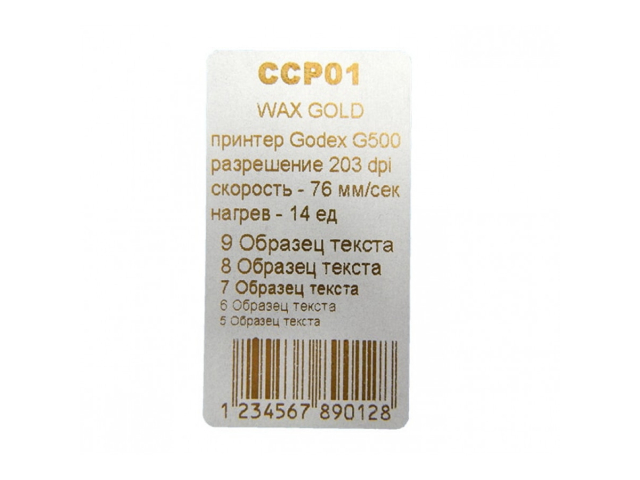 CCP01
WAX GOLD
принтер Godex G500
разрешение 203 dpi
скорость - 76 мм/сек
нагрев - 14 ед
9 Образец текста
8 Образец текста
7 Образец текста
6 Образец текста
5 Образец текста
1 234567 890128